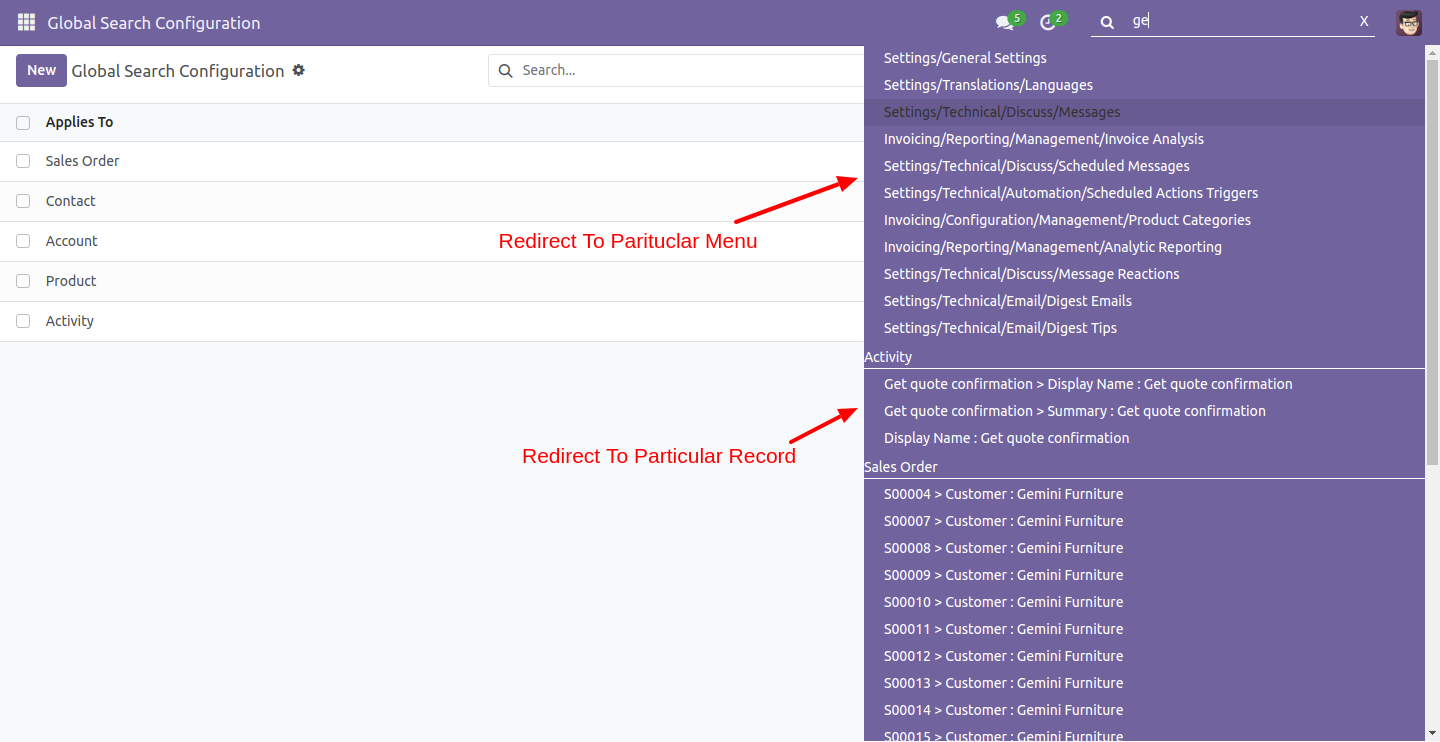 Global Search Configuration
5
2
ge
X
New
Global Search Configuration
Search...
Applies To
Sales Order
Contact
Account
Product
Activity
Redirect To Parituclar Menu
Redirect To Particular Record
Settings/General Settings
Settings/Translations/Languages
Settings/Technical/Discuss/Messages
Invoicing/Reporting/Management/Invoice Analysis
Settings/Technical/Discuss/Scheduled Messages
Settings/Technical/Automation/Scheduled Actions Triggers
Invoicing/Configuration/Management/Product Categories
Invoicing/Reporting/Management/Analytic Reporting
Settings/Technical/Discuss/Message Reactions
Settings/Technical/Email/Digest Emails
Settings/Technical/Email/Digest Tips
Activity
Get quote confirmation > Display Name : Get quote confirmation
Get quote confirmation > Summary : Get quote confirmation
Display Name : Get quote confirmation
Sales Order
S00004 > Customer : Gemini Furniture
S00007 > Customer : Gemini Furniture
S00008 > Customer : Gemini Furniture
S00009 > Customer : Gemini Furniture
S00010 > Customer : Gemini Furniture
S00011 > Customer : Gemini Furniture
S00012 > Customer : Gemini Furniture
S00013 > Customer : Gemini Furniture
S00014 > Customer : Gemini Furniture
S00015 > Customer : Gemini Furniture